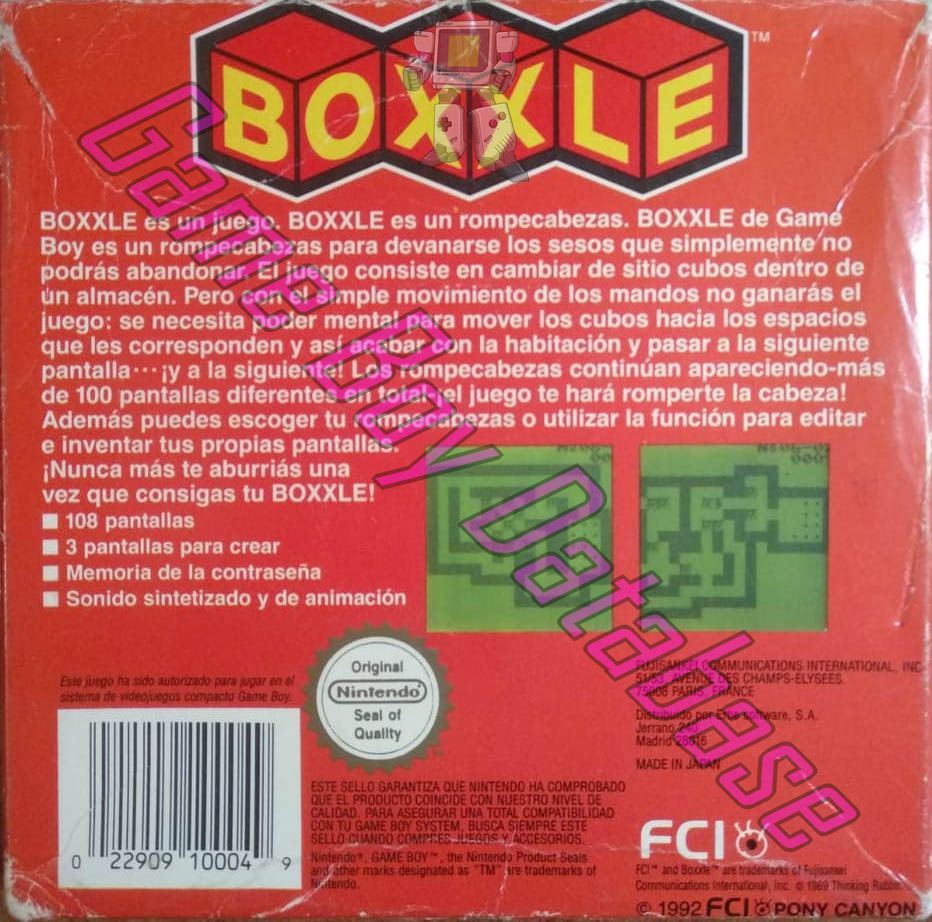 BOXXLE™
BOXXLE es un juego. BOXXLE es un rompecabezas. BOXXLE de Game
Boy es un rompecabezas para devanarse los sesos que simplemente no
podrás abandonar. El juego consiste en cambiar de sitio cubos dentro de
un almacén. Pero con el simple movimiento de los mandos no ganarás el
juego: se necesita poder mental para mover los cubos hacia los espacios
que les corresponden y así acabar con la habitación y pasar a la siguiente
pantalla··· ¡y a la siguiente! Los rompecabezas continúan apareciendo-más
de 100 pantallas diferentes en total: ¡el juego te hará romperte la cabeza!
Además puedes escoger tu rompecabezas o utilizar la función para editar
e inventar tus propias pantallas.
¡Nunca más te aburriás una
vez que consigas tu BOXXLE!
■ 108 pantallas
■ 3 pantallas para crear
■ Memoria de la contraseña
■ Sonido sintetizado y de animación
Game Boy Database
Este juego ha sido autorizado para jugar en el
sistema de videojuegos compacto Game Boy.
Original
Nintendo
Seal of
Quality
TM
0 22909 10004 9
ESTE SELLO GARANTIZA QUE NINTENDO HA COMPROBADO
QUE EL PRODUCTO COINCIDE CON NUESTRO NIVEL DE
CALIDAD. PARA ASEGURAR UNA TOTAL COMPATIBILIDAD
CON TU GAME BOY SYSTEM, BUSCA SIEMPRE ESTE
SELLO CUANDO COMPRES JUEGOS Y ACCESORIOS.
Nintendo®, GAME BOY™, the Nintendo Product Seals
and other marks designated as "TM" are trademarks of
Nintendo.
FUJISANKEI COMMUNICATIONS INTERNATIONAL, INC
51/53, AVENUE DES CHAMPS-ELYSEES
75008 PARIS, FRANCE
Distribuido por Erbe software, S.A.
Jerrano 240
Madrid 28016
MADE IN JAPAN
FCI
FCI™ and Boxxle™ are trademarks of Fujisankei
Communications International, Inc. © 1989 Thinking Rabbit
© 1992 FCI PONY CANYON